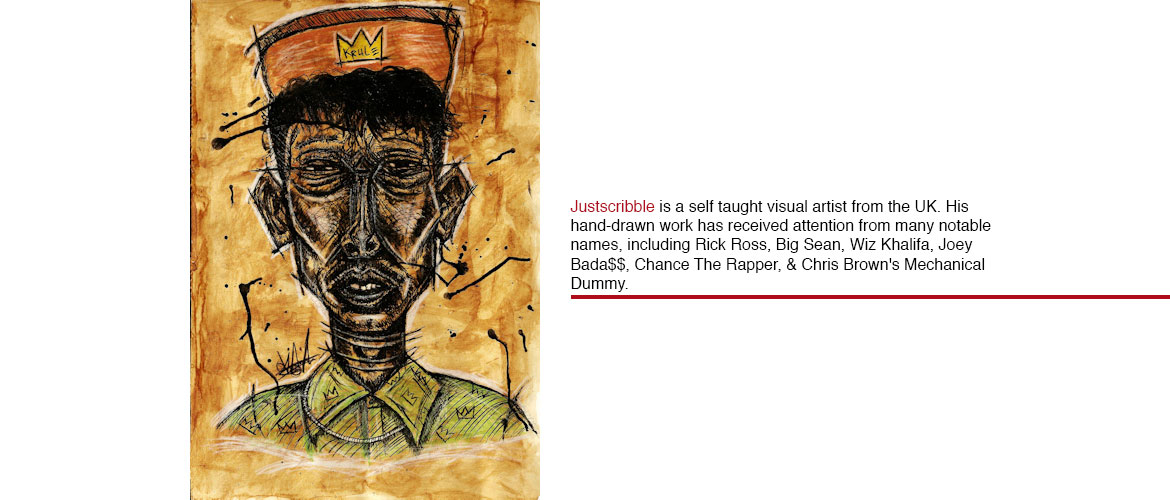 KRULE
Justscribble is a self taught visual artist from the UK. His
hand-drawn work has received attention from many notable
names, including Rick Ross, Big Sean, Wiz Khalifa, Joey
Bada$$, Chance The Rapper, & Chris Brown's Mechanical
Dummy.